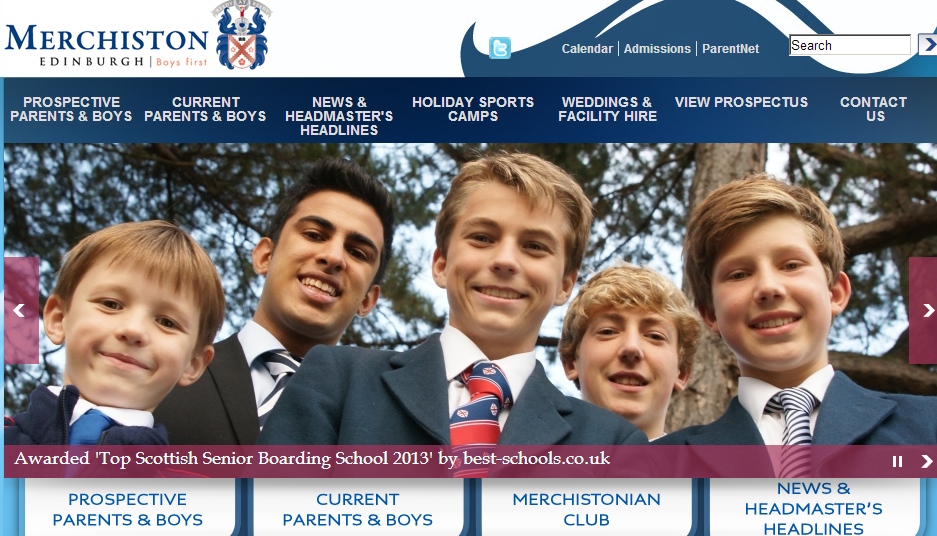 MERCHISTON
EDINBURGH | Boys first
Calendar | Admissions | ParentNet
Search
PROSPECTIVE
PARENTS & BOYS
CURRENT
PARENTS & BOYS
NEWS &
HEADMASTER'S
HEADLINES
HOLIDAY SPORTS
CAMPS
WEDDINGS &
FACILITY HIRE
VIEW PROSPECTUS
CONTACT
US
Awarded 'Top Scottish Senior Boarding School 2013' by best-schools.co.uk
PROSPECTIVE
PARENTS & BOYS
CURRENT
PARENTS & BOYS
MERCHISTONIAN
CLUB
NEWS &
HEADMASTER'S
HEADLINES